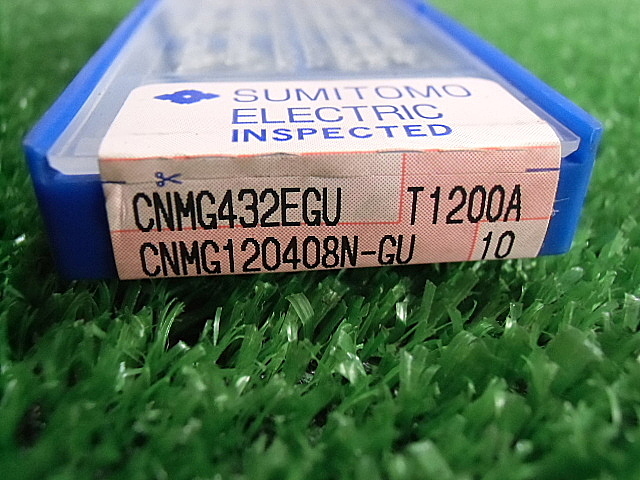 SUMITOMO
ELECTRIC
INSPECTED
CNMG432EGU T1200A
CNMG120408N-GU 10